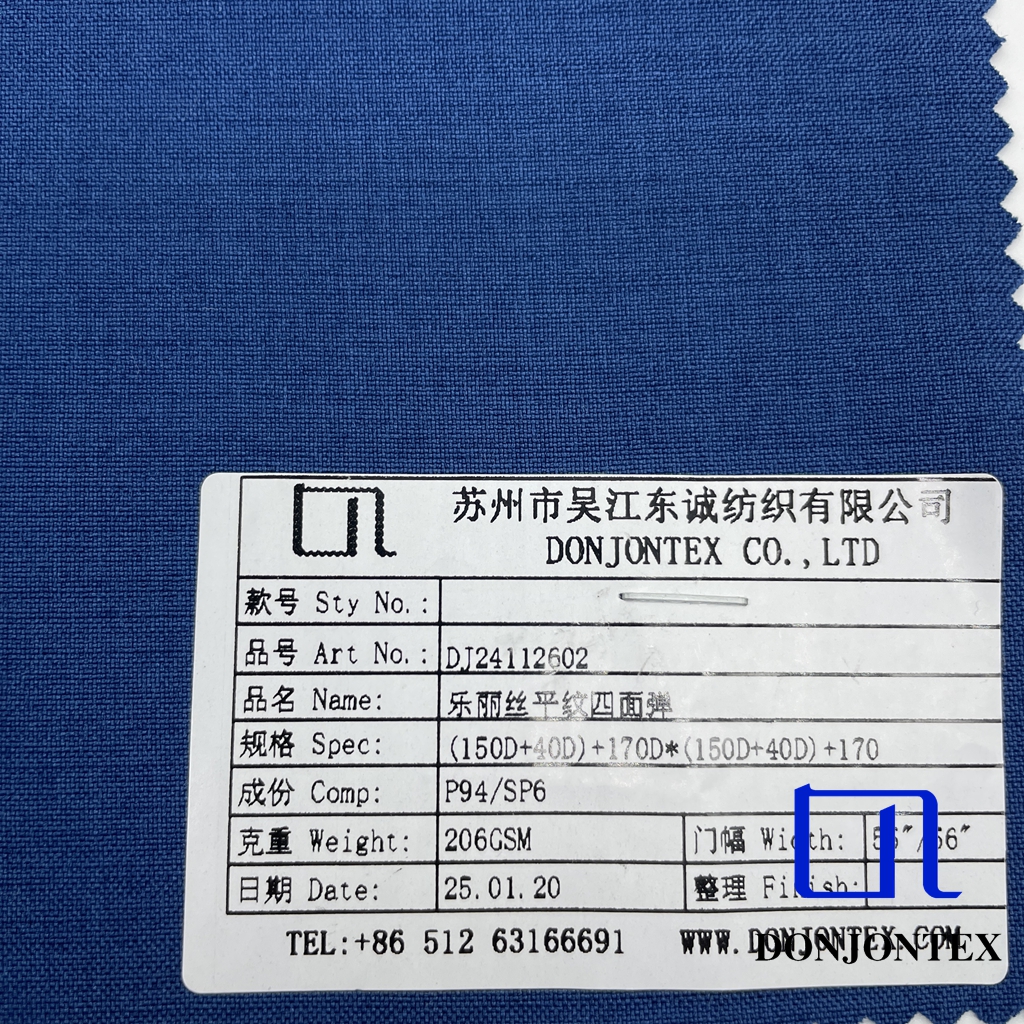 苏州市吴江东诚纺织有限公司
DONJONTEX CO.,LTD
款号 Sty No.:
品号 Art No.: DJ24112602
品名 Name: 乐丽丝平纹四面弹
规格 Spec: (150D+40D)+170D*(150D+40D)+170
成份 Comp: P94/SP6
克重 Weight: 206GSM 门幅 Width:
日期 Date: 25.01.20 整理 Finish:
TEL:+86 512 63166691 WWW.DONJONTEX.COM
DONJONTEX